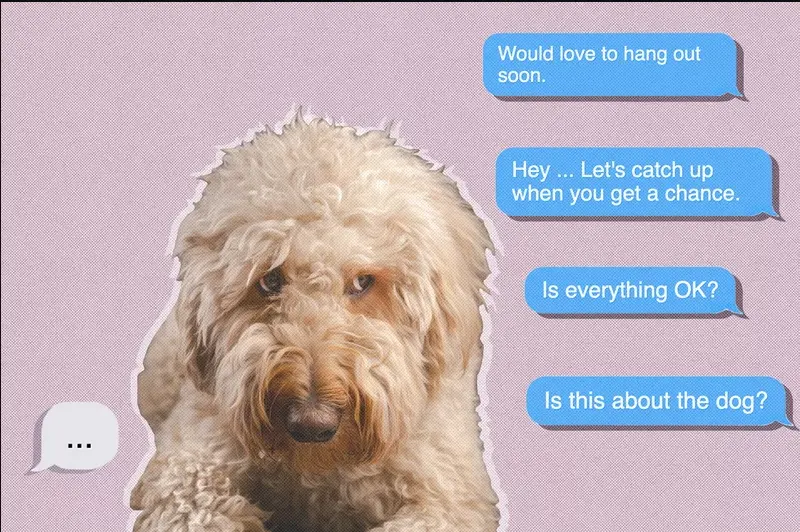 Would love to hang out
soon.
Hey ... Let's catch up
when you get a chance.
Is everything OK?
Is this about the dog?
...